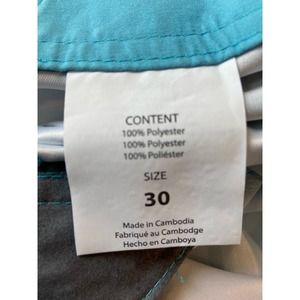 CONTENT
100% Polyester
100% Polyester
100% Poliéster
SIZE
30
Made in Cambodia
Fabriqué au Cambodge
Hecho en Camboya